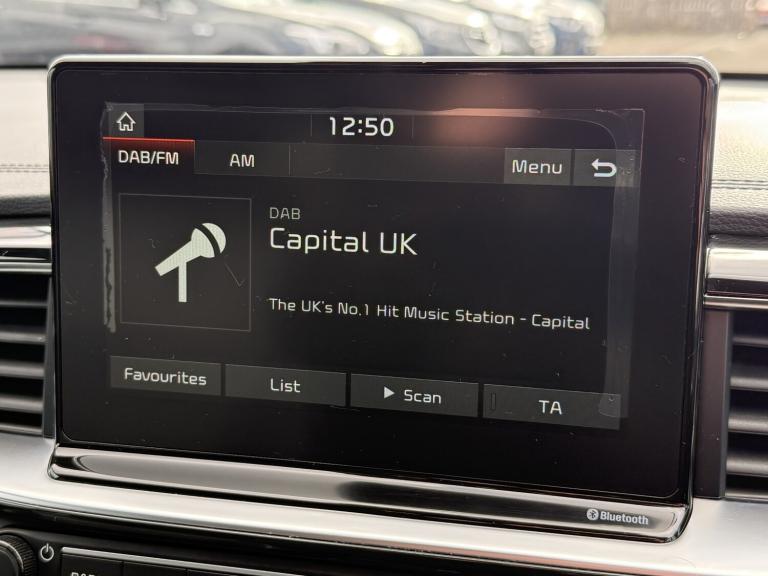 12:50
DAB/FM AM Menu
DAB
Capital UK
The UK's No.1 Hit Music Station - Capital
Favourites List Scan TA
Bluetooth